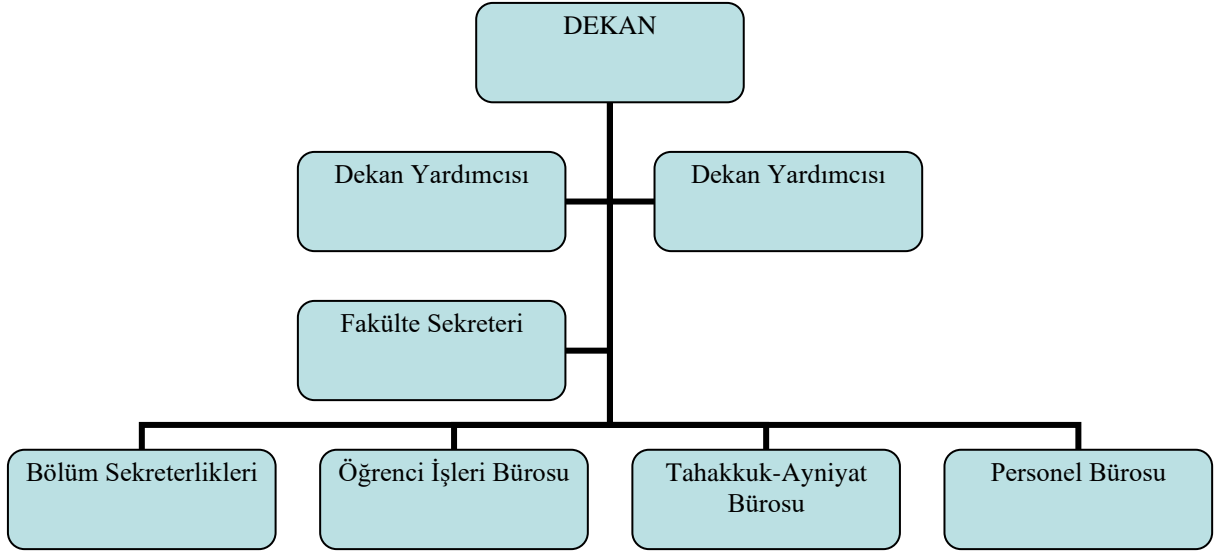 DEKAN
Dekan Yardımcısı
Dekan Yardımcısı
Fakülte Sekreteri
Bölüm Sekreterlikleri
Öğrenci İşleri Bürosu
Tahakkuk-Ayniyat
Bürosu
Personel Bürosu